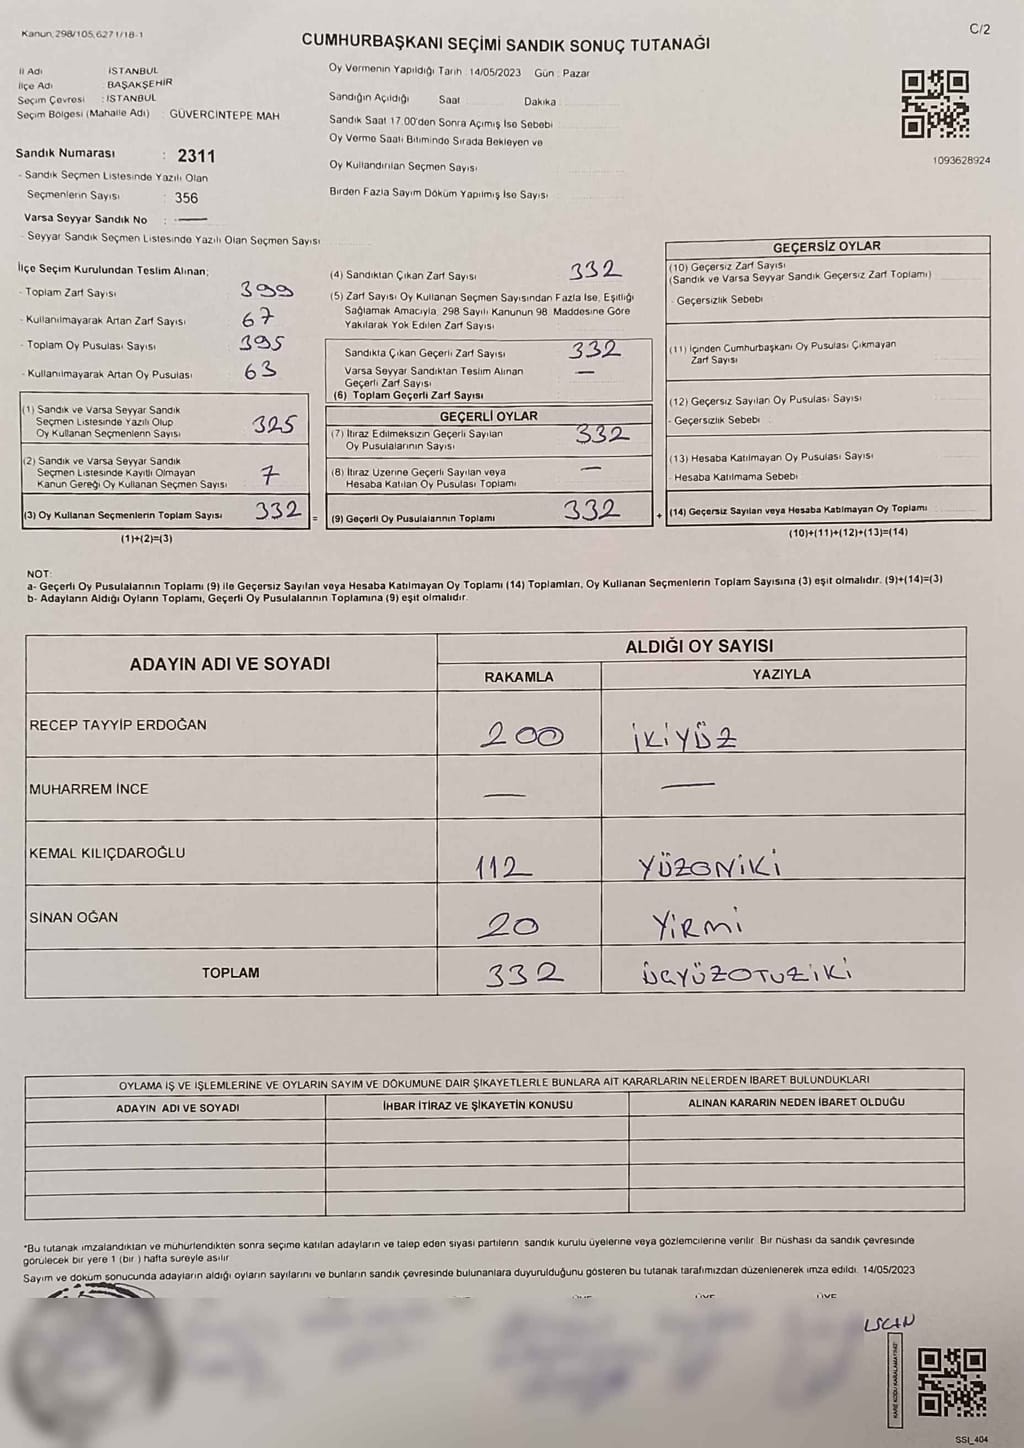 Kanun, 298/105, 6271/18-1
C/2
CUMHURBAŞKANI SEÇİMİ SANDIK SONUÇ TUTANAĞI
İl Adı İSTANBUL
İlçe Adı BAŞAKŞEHİR
Seçim Çevresi : İSTANBUL
Seçim Bölgesi (Mahalle Adı) : GÜVERCİNTEPE MAH
Sandık Numarası : 2311
- Sandık Seçmen Listesinde Yazılı Olan
Seçmenlerin Sayısı : 356
Varsa Seyyar Sandık No : —
- Seyyar Sandık Seçmen Listesinde Yazılı Olan Seçmen Sayısı
Oy Vermenin Yapıldığı Tarih : 14/05/2023 Gün : Pazar
Sandığın Açıldığı Saat Dakika
Sandık Saat 17.00'den Sonra Açımış İse Sebebi
Oy Verme Saati Bitiminde Sırada Bekleyen ve
Oy Kullandırılan Seçmen Sayısı
Birden Fazla Sayım Döküm Yapılmış İse Sayısı
1093628924
İlçe Seçim Kurulundan Teslim Alınan;
- Toplam Zarf Sayısı 399
- Kullanılmayarak Artan Zarf Sayısı 67
- Toplam Oy Pusulası Sayısı 395
- Kullanılmayarak Artan Oy Pusulası 63
(1) Sandık ve Varsa Seyyar Sandık
Seçmen Listesinde Yazılı Olup
Oy Kullanan Seçmenlerin Sayısı 325
(2) Sandık ve Varsa Seyyar Sandık
Seçmen Listesinde Kayıtlı Olmayan
Kanun Gereği Oy Kullanan Seçmen Sayısı 7
(3) Oy Kullanan Seçmenlerin Toplam Sayısı 332 =
(1)+(2)=(3)
(4) Sandıktan Çıkan Zarf Sayısı 332
(5) Zarf Sayısı Oy Kullanan Seçmen Sayısından Fazla İse, Eşitliği
Sağlamak Amacıyla, 298 Sayılı Kanunun 98. Maddesine Göre
Yakılarak Yok Edilen Zarf Sayısı
Sandıkta Çıkan Geçerli Zarf Sayısı 332
Varsa Seyyar Sandıktan Teslim Alınan
Geçerli Zarf Sayısı —
(6) Toplam Geçerli Zarf Sayısı
GEÇERLİ OYLAR
(7) İtiraz Edilmeksizin Geçerli Sayılan
Oy Pusulalarının Sayısı 332
(8) İtiraz Üzerine Geçerli Sayılan veya
Hesaba Katılan Oy Pusulası Toplamı —
(9) Geçerli Oy Pusulalarının Toplamı 332 +
GEÇERSİZ OYLAR
(10) Geçersiz Zarf Sayısı
(Sandık ve Varsa Seyyar Sandık Geçersiz Zarf Toplamı)
- Geçersizlik Sebebi
(11) İçinden Cumhurbaşkanı Oy Pusulası Çıkmayan
Zarf Sayısı
(12) Geçersiz Sayılan Oy Pusulası Sayısı
- Geçersizlik Sebebi
(13) Hesaba Katılmayan Oy Pusulası Sayısı
- Hesaba Katılmama Sebebi
(14) Geçersiz Sayılan veya Hesaba Katılmayan Oy Toplamı
(10)+(11)+(12)+(13)=(14)
NOT:
a- Geçerli Oy Pusulalarının Toplamı (9) ile Geçersiz Sayılan veya Hesaba Katılmayan Oy Toplamı (14) Toplamları, Oy Kullanan Seçmenlerin Toplam Sayısına (3) eşit olmalıdır. (9)+(14)=(3)
b- Adayların Aldığı Oyların Toplamı, Geçerli Oy Pusulalarının Toplamına (9) eşit olmalıdır.
ADAYIN ADI VE SOYADI ALDIĞI OY SAYISI
RAKAMLA YAZIYLA
RECEP TAYYİP ERDOĞAN 200 İKİYÜZ
MUHARREM İNCE — —
KEMAL KILIÇDAROĞLU 112 YÜZONİKİ
SİNAN OĞAN 20 YİRMİ
TOPLAM 332 ÜÇYÜZOTUZİKİ
OYLAMA İŞ VE İŞLEMLERİNE VE OYLARIN SAYIM VE DÖKÜMÜNE DAİR ŞİKAYETLERLE BUNLARA AİT KARARLARIN NELERDEN İBARET BULUNDUKLARI
ADAYIN ADI VE SOYADI İHBAR İTİRAZ VE ŞİKAYETİN KONUSU ALINAN KARARIN NEDEN İBARET OLDUĞU
*Bu tutanak imzalandıktan ve mühürlendikten sonra seçime katılan adayların ve talep eden siyasi partilerin sandık kurulu üyelerine veya gözlemcilerine verilir. Bir nüshası da sandık çevresinde
görülecek bir yere 1 (bir) hafta süreyle asılır
Sayım ve döküm sonucunda adayların aldığı oyların sayılarını ve bunların sandık çevresinde bulunanlara duyurulduğunu gösteren bu tutanak tarafımızdan düzenlenerek imza edildi. 14/05/2023
ÜYE ÜYE ÜYE
KARE KODU KARALAMAYINIZ
SSI_404